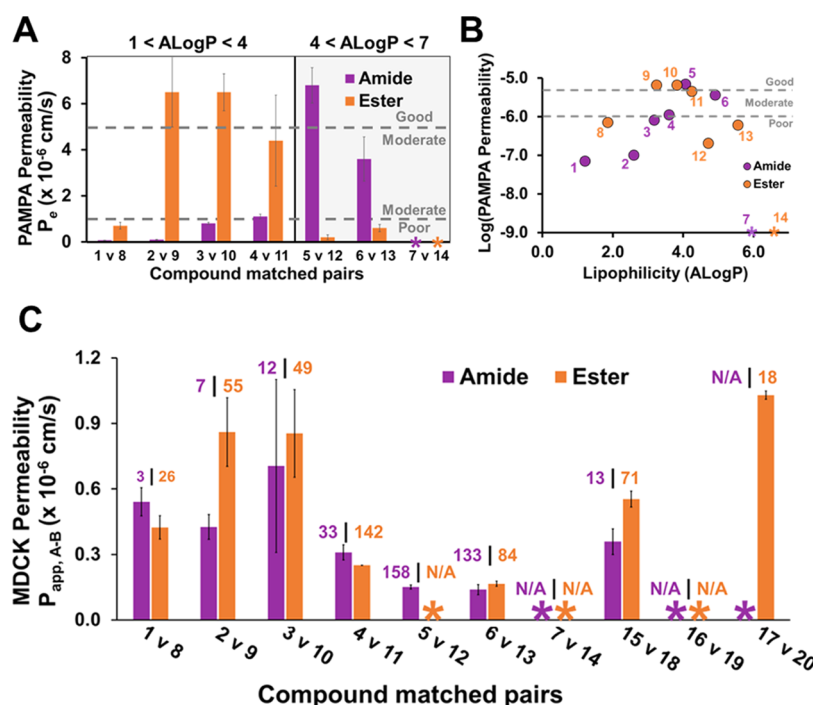 A
1 < ALogP < 4
4 < ALogP < 7
PAMPA Permeability
Pe (x 10-6 cm/s)
8
6
4
2
0
Amide
Ester
Good
Moderate
Moderate
Poor
* *
1 v 8 2 v 9 3 v 10 4 v 11 5 v 12 6 v 13 7 v 14
Compound matched pairs
B
Log(PAMPA Permeability)
-5.0
-6.0
-7.0
-8.0
-9.0
Good
Moderate
Poor
9 10 5
11 6
8 3 4
12 13
1 2
Amide
Ester
7 14
* *
0.0 2.0 4.0 6.0
Lipophilicity (ALogP)
C
MDCK Permeability
Papp, A-B (x 10-6 cm/s)
1.2
0.9
0.6
0.3
0.0
Amide
Ester
3 | 26
7 | 55
12 | 49
33 | 142
158 | N/A
133 | 84
N/A | N/A
13 | 71
N/A | N/A
N/A | 18
* * * * * *
1 v 8 2 v 9 3 v 10 4 v 11 5 v 12 6 v 13 7 v 14 15 v 18 16 v 19 17 v 20
Compound matched pairs